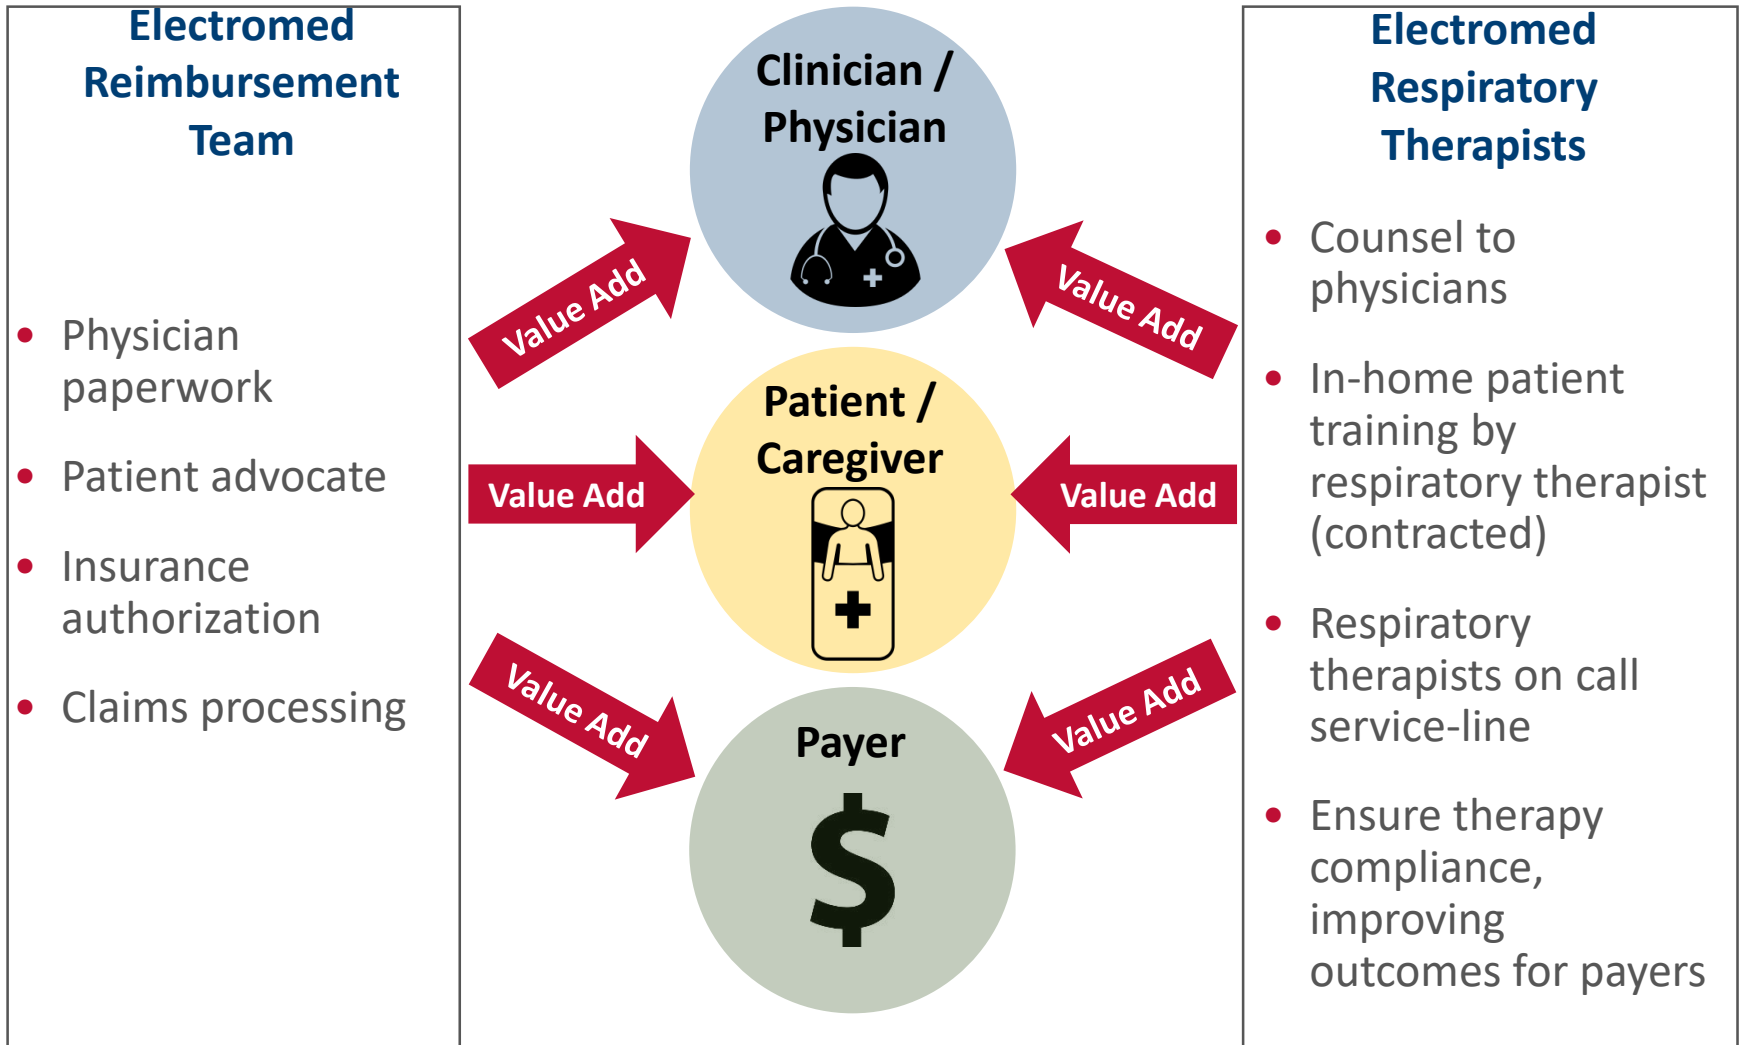 Electromed
Reimbursement
Team
• Physician
paperwork
• Patient advocate
• Insurance
authorization
• Claims processing
Value Add
Value Add
Value Add
Clinician /
Physician
Patient /
Caregiver
Payer
$
Value Add
Value Add
Value Add
Electromed
Respiratory
Therapists
• Counsel to
physicians
• In-home patient
training by
respiratory therapist
(contracted)
• Respiratory
therapists on call
service-line
• Ensure therapy
compliance,
improving
outcomes for payers